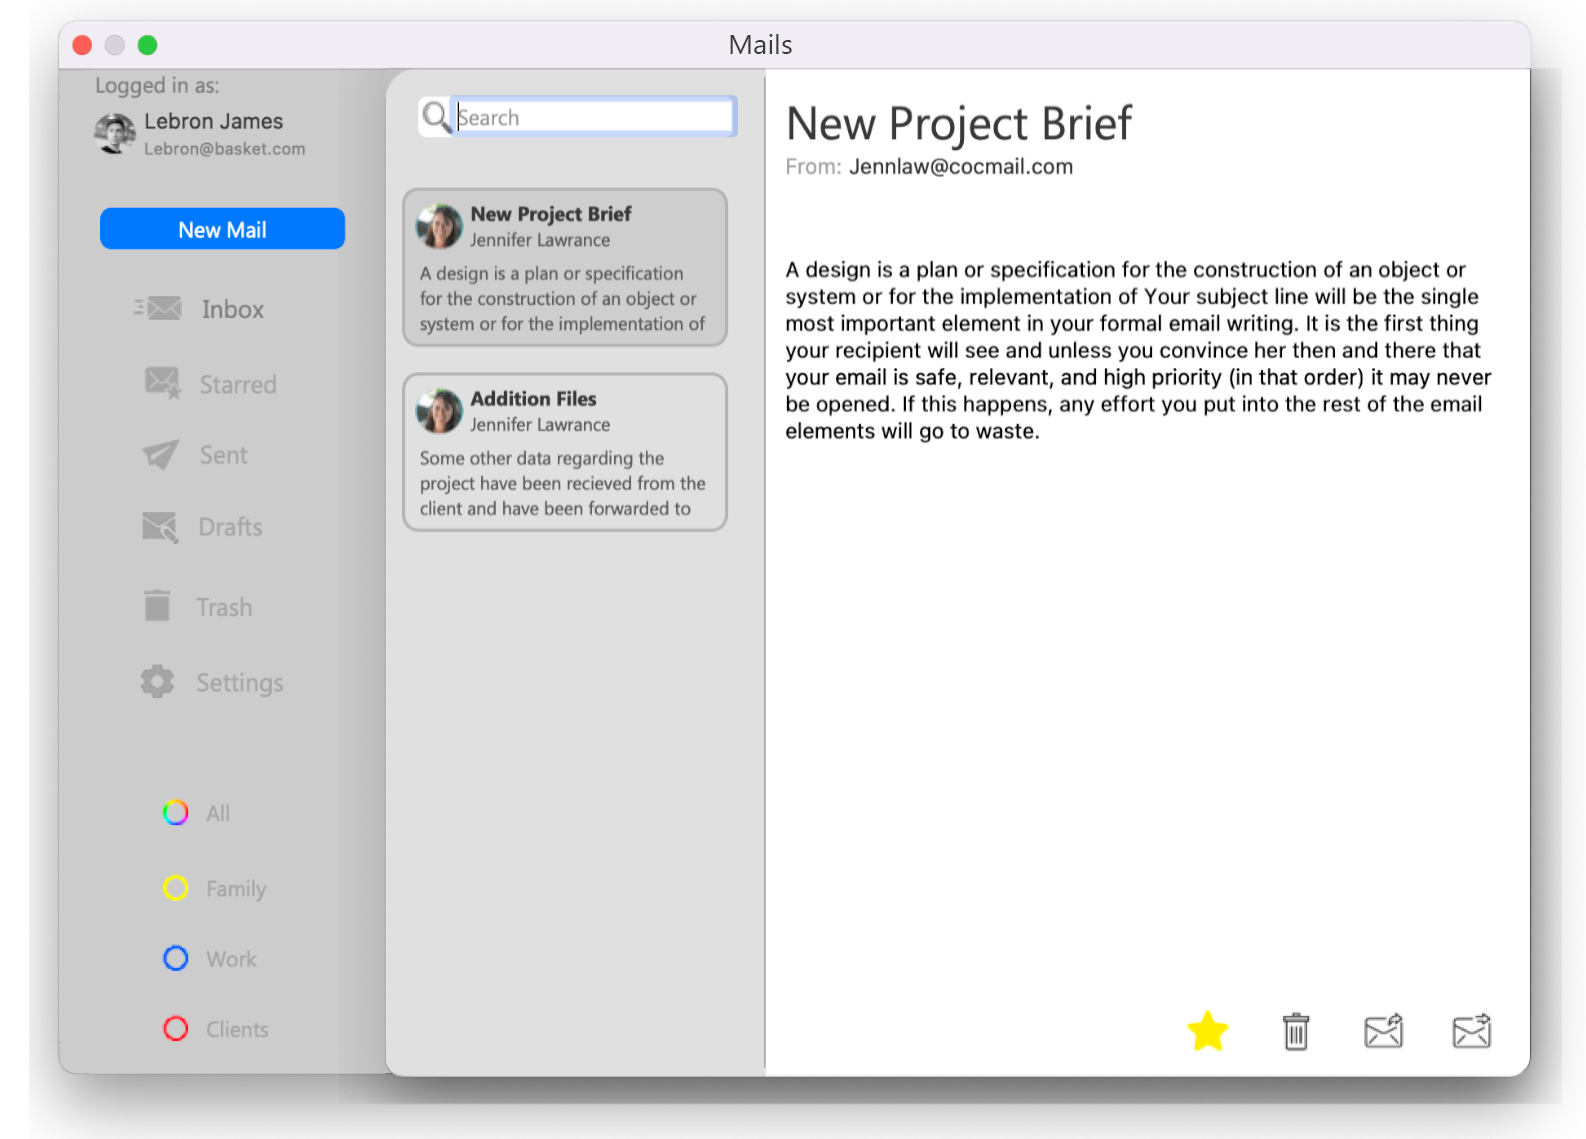 Mails
Logged in as:
Lebron James
Lebron@basket.com
New Mail
Inbox
Starred
Sent
Drafts
Trash
Settings
All
Family
Work
Clients
Search
New Project Brief
Jennifer Lawrance
A design is a plan or specification
for the construction of an object or
system or for the implementation of
Addition Files
Jennifer Lawrance
Some other data regarding the
project have been recieved from the
client and have been forwarded to
New Project Brief
From: Jennlaw@cocmail.com
A design is a plan or specification for the construction of an object or
system or for the implementation of Your subject line will be the single
most important element in your formal email writing. It is the first thing
your recipient will see and unless you convince her then and there that
your email is safe, relevant, and high priority (in that order) it may never
be opened. If this happens, any effort you put into the rest of the email
elements will go to waste.